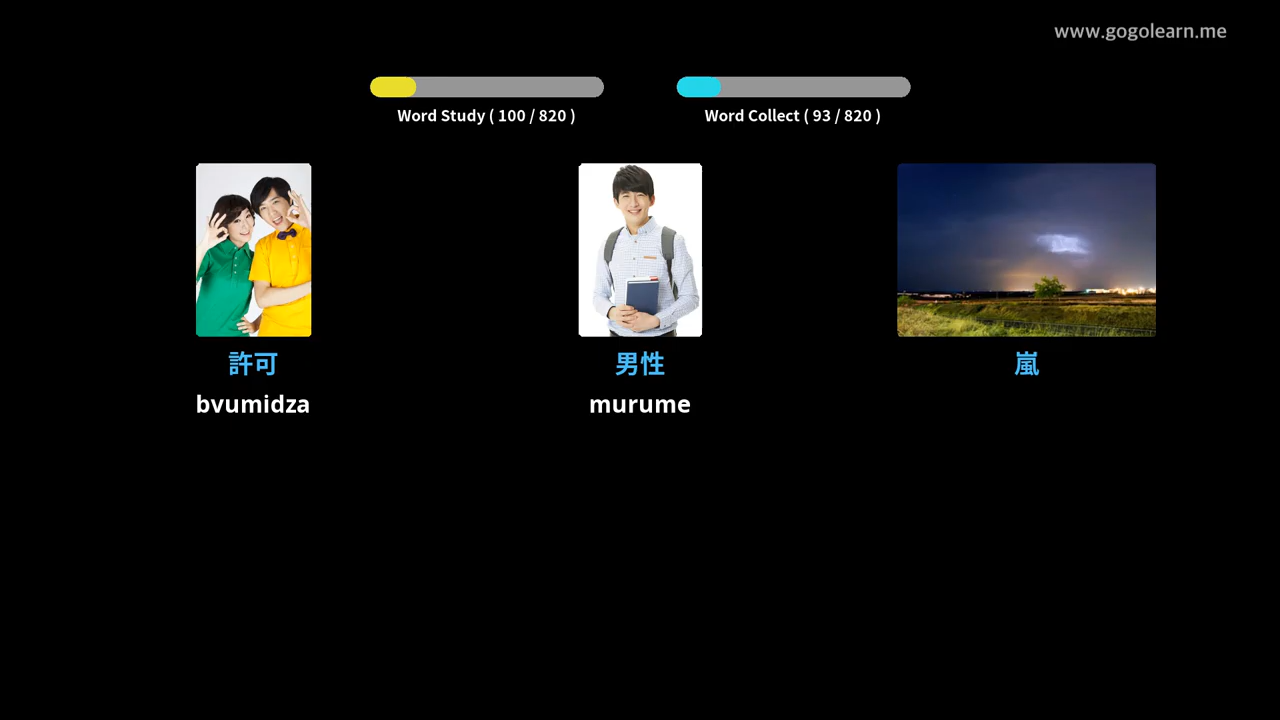 www.gogolearn.me
Word Study ( 100 / 820 )
Word Collect ( 93 / 820 )
許可
男性
嵐
bvumidza
murume